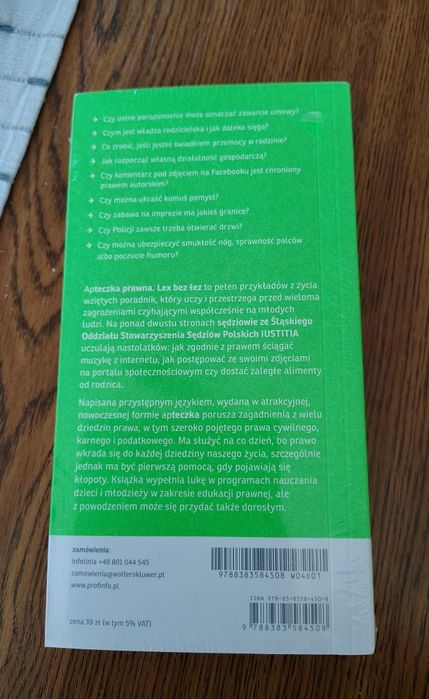 → Czy ustne porozumienie może oznaczać zawarcie umowy?
→ Czym jest władza rodzicielska i jak daleko sięga?
→ Co zrobić, jeśli jesteś świadkiem przemocy w rodzinie?
→ Jak rozpocząć własną działalność gospodarczą?
→ Czy komentarz pod zdjęciem na Facebooku jest chroniony
prawem autorskim?
→ Czy można ukraść komuś pomysł?
→ Czy zabawa na imprezie ma jakieś granice?
→ Czy Policji zawsze trzeba otwierać drzwi?
→ Czy można ubezpieczyć smukłość nóg, sprawność palców
albo poczucie humoru?
Apteczka prawna. Lex bez łez to pełen przykładów z życia
wziętych poradnik, który uczy i przestrzega przed wieloma
zagrożeniami czyhającymi współcześnie na młodych
ludzi. Na ponad dwustu stronach sędziowie ze Śląskiego
Oddziału Stowarzyszenia Sędziów Polskich IUSTITIA
uczulają nastolatków: jak zgodnie z prawem ściągać
muzykę z internetu, jak postępować ze swoimi zdjęciami
na portalu społecznościowym czy dostać zaległe alimenty
od rodzica.
Napisana przystępnym językiem, wydana w atrakcyjnej,
nowoczesnej formie apteczka porusza zagadnienia z wielu
dziedzin prawa, w tym szeroko pojętego prawa cywilnego,
karnego i podatkowego. Ma służyć na co dzień, bo prawo
wkrada się do każdej dziedziny naszego życia, szczególnie
jednak ma być pierwszą pomocą, gdy pojawiają się
kłopoty. Książka wypełnia lukę w programach nauczania
dzieci i młodzieży w zakresie edukacji prawnej, ale
z powodzeniem może się przydać także dorosłym.
zamówienia:
infolinia +48 801 044 545
zamowienia@wolterskluwer.pl
www.profinfo.pl
cena 39 zł (w tym 5% VAT)
9788383584508 W04D01
ISBN 978-83-8358-450-8
9 788383 584508